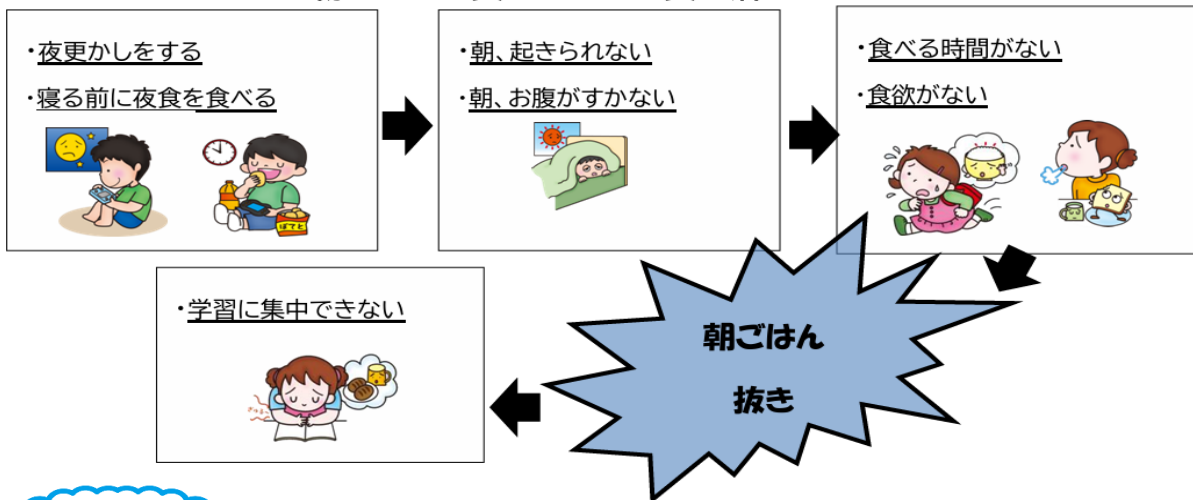 ・夜更かしをする
・寝る前に夜食を食べる
・朝、起きられない
・朝、お腹がすかない
・食べる時間がない
・食欲がない
ぽてと
朝ごはん
抜き
・学習に集中できない